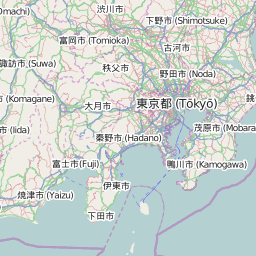 Omachi)
渋川市
下野市 (Shimotsuke)
富岡市 (Tomioka)
古河市
諏訪市 (Suwa)
秩父市
野田市 (Noda)
市 (Komagane)
大月市
東京都 (Tōkyō)
銚
(Iida)
秦野市 (Hadano)
茂原市 (Mobara
富士市(Fuji)
鴨川市 (Kamogawa)
焼津市 (Yaizu)
伊東市
下田市